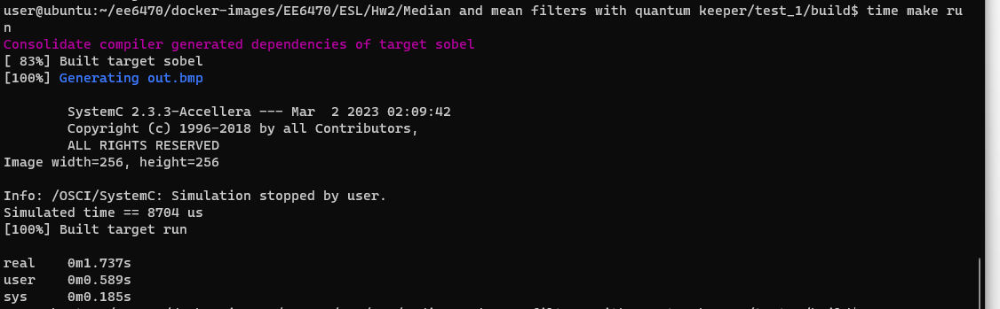 user@ubuntu:~/ee6470/docker-images/EE6470/ESL/Hw2/Median and mean filters with quantum keeper/test_1/build$ time make ru
n
Consolidate compiler generated dependencies of target sobel
[ 83%] Built target sobel
[100%] Generating out.bmp
SystemC 2.3.3-Accellera --- Mar  2 2023 02:09:42
Copyright (c) 1996-2018 by all Contributors,
ALL RIGHTS RESERVED
Image width=256, height=256
Info: /OSCI/SystemC: Simulation stopped by user.
Simulated time == 8704 us
[100%] Built target run
real    0m1.737s
user    0m0.589s
sys     0m0.185s